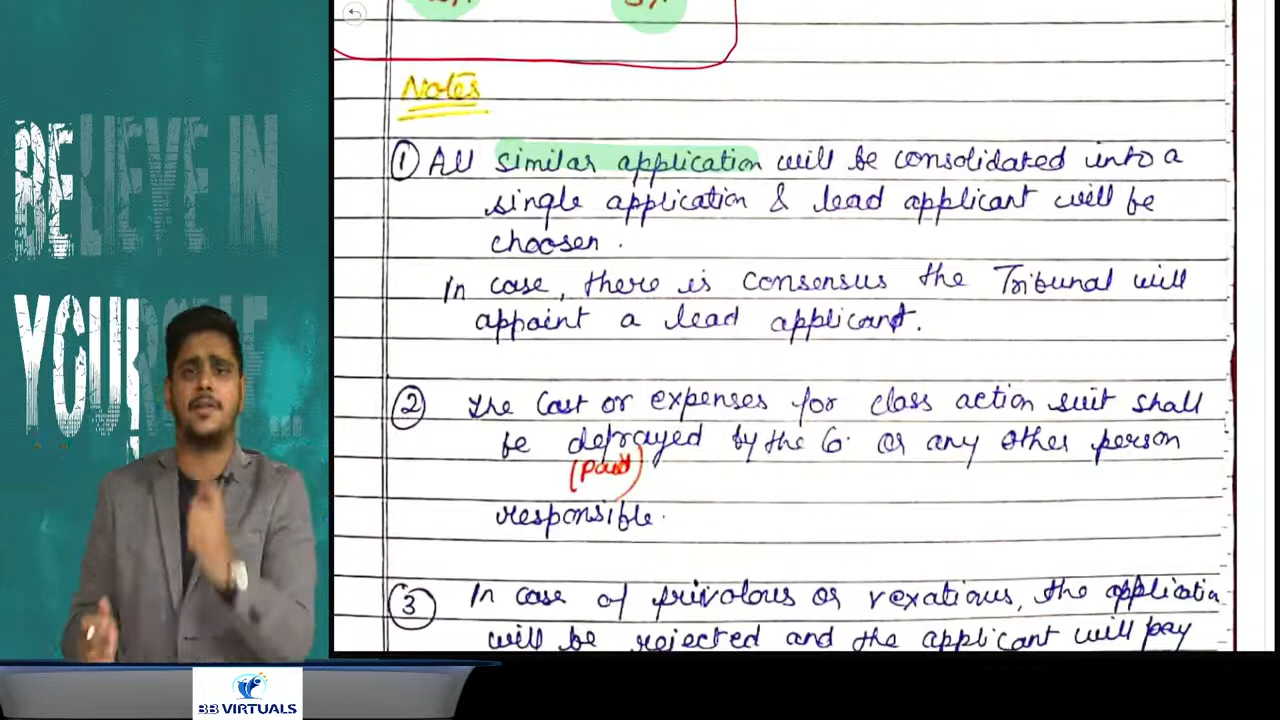 BELIEVE IN
YOURSELF...
Notes
① All similar application will be consolidated into a
single application & lead applicant will be
choosen.
In case, there is consensus the Tribunal will
appoint a lead applicant.
② The Cost or expenses for class action suit shall
be defrayed by the Co. or any other person
(paid)
responsible.
③ In case of frivolous or vexatious, the application
will be rejected and the applicant will pay
BB VIRTUALS